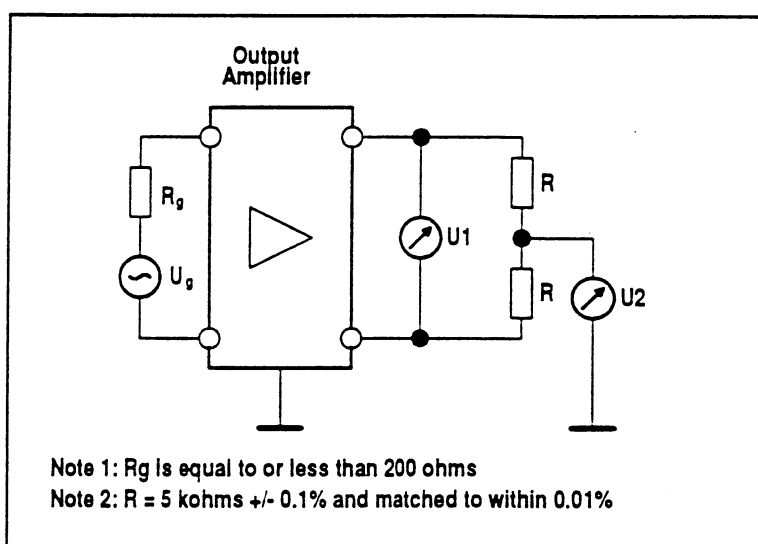 Output
Amplifier
Rg
Ug
U1
R
R
U2
Note 1: Rg is equal to or less than 200 ohms
Note 2: R = 5 kohms +/- 0.1% and matched to within 0.01%